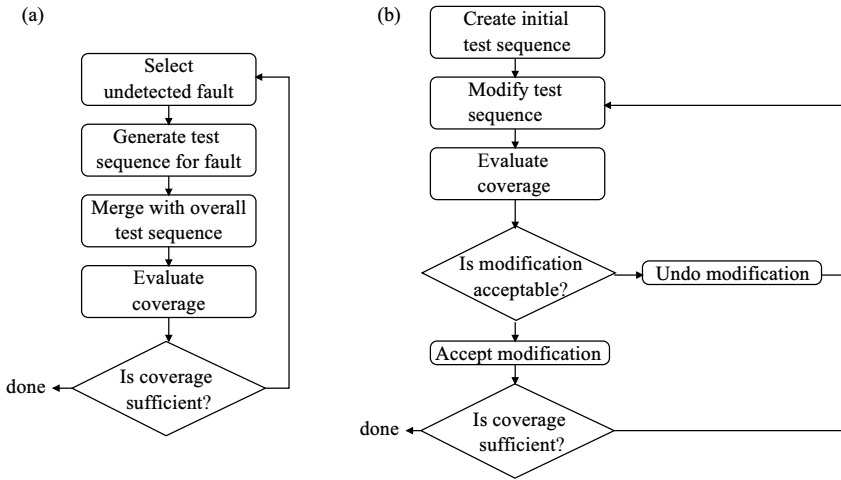 (a)
Select
undetected fault
Generate test
sequence for fault
Merge with overall
test sequence
Evaluate
coverage
Is coverage
sufficient?
done
(b)
Create initial
test sequence
Modify test
sequence
Evaluate
coverage
Is modification
acceptable?
Undo modification
Accept modification
Is coverage
sufficient?
done